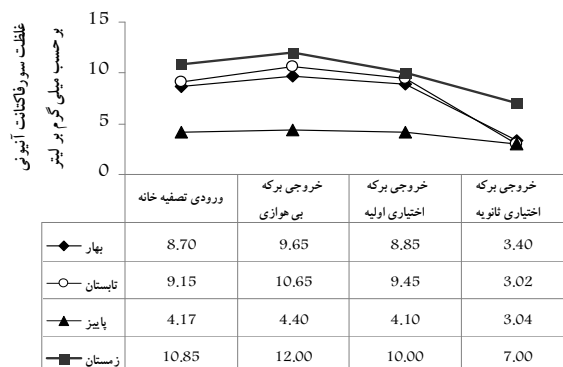 غلظت سورفاکتانت آنیونی
برحسب میلی گرم بر لیتر
15
10
5
0
ورودی تصفیه خانه
خروجی برکه
بی هوازی
خروجی برکه
اختیاری اولیه
خروجی برکه
اختیاری ثانویه
بهار 8.70 9.65 8.85 3.40
تابستان 9.15 10.65 9.45 3.02
پاییز 4.17 4.40 4.10 3.04
زمستان 10.85 12.00 10.00 7.00